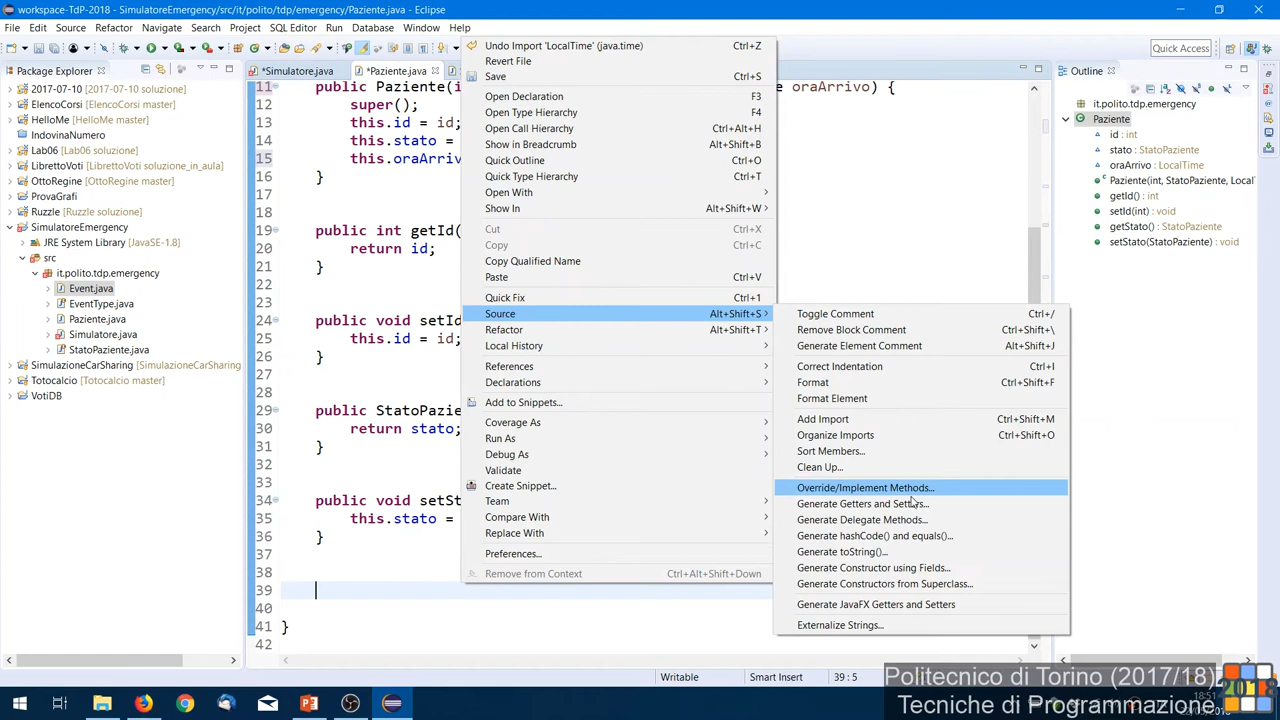 workspace-TdP-2018 - SimulatoreEmergency/src/it/polito/tdp/emergency/Paziente.java - Eclipse
File Edit Source Refactor Navigate Search Project SQL Editor Run Database Window Help
Quick Access
Package Explorer
2017-07-10 [2017-07-10 soluzione]
ElencoCorsi [ElencoCorsi master]
HelloMe [HelloMe master]
IndovinaNumero
Lab06 [Lab06 soluzione]
LibrettoVoti [LibrettoVoti soluzione_in_aula]
OttoRegine [OttoRegine master]
ProvaGrafi
Ruzzle [Ruzzle soluzione]
SimulatoreEmergency
JRE System Library [JavaSE-1.8]
src
it.polito.tdp.emergency
Event.java
EventType.java
Paziente.java
Simulatore.java
StatoPaziente.java
SimulazioneCarSharing [SimulazioneCarSharing
Totocalcio [Totocalcio master]
VotiDB
*Simulatore.java
*Paziente.java
11 public Paziente(i
e oraArrivo) {
12 super();
13 this.id = id;
14 this.stato =
15 this.oraArriv
16 }
17
18
19 public int getId(
20 return id;
21 }
22
23
24 public void setId
25 this.id = id;
26 }
27
28
29 public StatoPazie
30 return stato;
31 }
32
33
34 public void setSt
35 this.stato =
36 }
37
38
39
40
41 }
42
Undo Import 'LocalTime' (java.time) Ctrl+Z
Revert File
Save Ctrl+S
Open Declaration F3
Open Type Hierarchy F4
Open Call Hierarchy Ctrl+Alt+H
Show in Breadcrumb Alt+Shift+B
Quick Outline Ctrl+O
Quick Type Hierarchy Ctrl+T
Open With
Show In Alt+Shift+W
Cut Ctrl+X
Copy Ctrl+C
Copy Qualified Name
Paste Ctrl+V
Quick Fix Ctrl+1
Source Alt+Shift+S
Refactor Alt+Shift+T
Local History
References
Declarations
Add to Snippets...
Coverage As
Run As
Debug As
Validate
Create Snippet...
Team
Compare With
Replace With
Preferences...
Remove from Context Ctrl+Alt+Shift+Down
Toggle Comment Ctrl+/
Remove Block Comment Ctrl+Shift+\
Generate Element Comment Alt+Shift+J
Correct Indentation Ctrl+I
Format Ctrl+Shift+F
Format Element
Add Import Ctrl+Shift+M
Organize Imports Ctrl+Shift+O
Sort Members...
Clean Up...
Override/Implement Methods...
Generate Getters and Setters...
Generate Delegate Methods...
Generate hashCode() and equals()...
Generate toString()...
Generate Constructor using Fields...
Generate Constructors from Superclass...
Generate JavaFX Getters and Setters
Externalize Strings...
Outline
it.polito.tdp.emergency
Paziente
id : int
stato : StatoPaziente
oraArrivo : LocalTime
Paziente(int, StatoPaziente, Local
getId() : int
setId(int) : void
getStato() : StatoPaziente
setStato(StatoPaziente) : void
Writable Smart Insert 39 : 5
Politecnico di Torino (2017/18)
Tecniche di Programmazione
18:51
2018